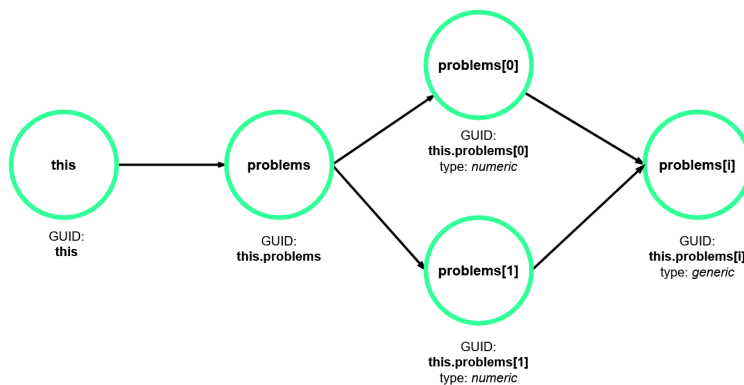 this
GUID:
this
problems
GUID:
this.problems
problems[0]
GUID:
this.problems[0]
type: numeric
problems[1]
GUID:
this.problems[1]
type: numeric
problems[i]
GUID:
this.problems[i]
type: generic